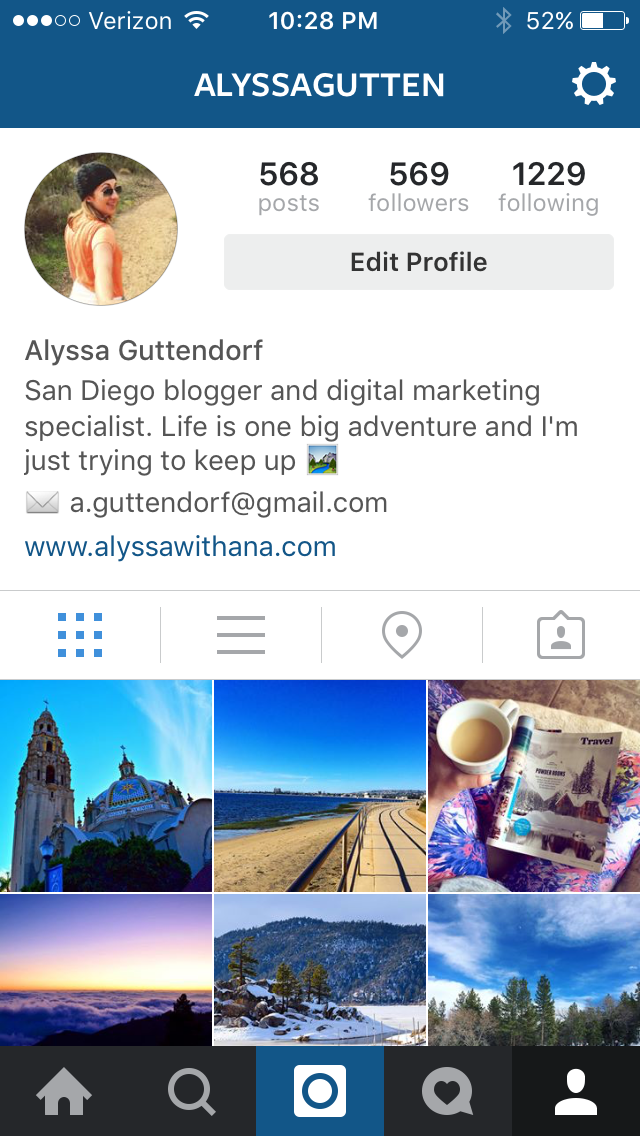 Verizon 10:28 PM 52%
ALYSSAGUTTEN
568 569 1229
posts followers following
Edit Profile
Alyssa Guttendorf
San Diego blogger and digital marketing
specialist. Life is one big adventure and I'm
just trying to keep up
a.guttendorf@gmail.com
www.alyssawithana.com
Travel
POWDER ROOMS